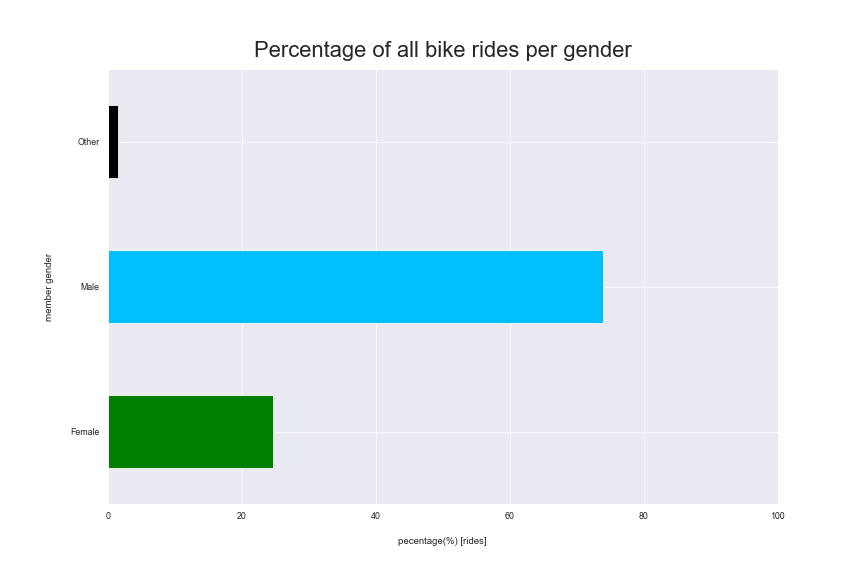 Percentage of all bike rides per gender
Other
Male
Female
member gender
0 20 40 60 80 100
pecentage(%) [rides]